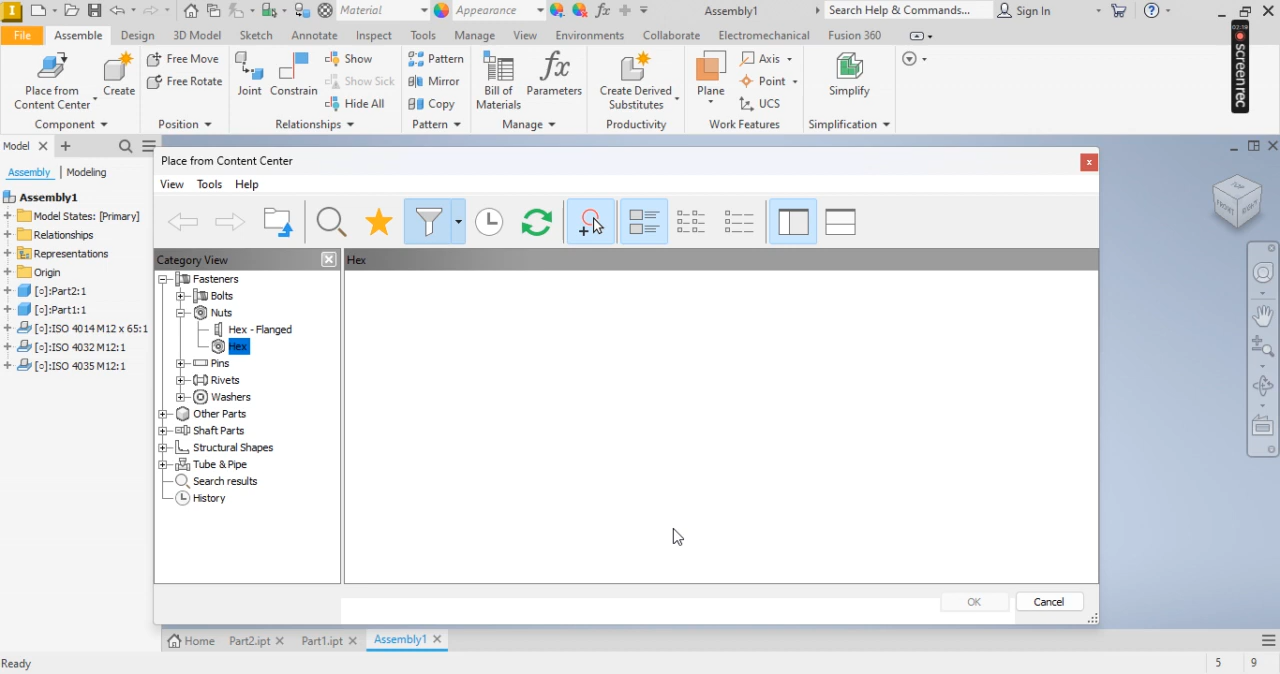 Material
Appearance
Assembly1
Search Help & Commands...
Sign In
File
Assemble
Design
3D Model
Sketch
Annotate
Inspect
Tools
Manage
View
Environments
Collaborate
Electromechanical
Fusion 360
Place from
Content Center
Create
Component
Free Move
Free Rotate
Position
Joint
Constrain
Show
Show Sick
Hide All
Relationships
Pattern
Mirror
Copy
Pattern
Bill of
Materials
Parameters
Manage
Create Derived
Substitutes
Productivity
Plane
Axis
Point
UCS
Work Features
Simplify
Simplification
02:19
screenrec
Model
Assembly
Modeling
Assembly1
Model States: [Primary]
Relationships
Representations
Origin
[o]:Part2:1
[o]:Part1:1
[o]:ISO 4014 M12 x 65:1
[o]:ISO 4032 M12:1
[o]:ISO 4035 M12:1
Place from Content Center
View
Tools
Help
Category View
Hex
Fasteners
Bolts
Nuts
Hex - Flanged
Hex
Pins
Rivets
Washers
Other Parts
Shaft Parts
Structural Shapes
Tube & Pipe
Search results
History
OK
Cancel
TOP
FRONT
RIGHT
Home
Part2.ipt
Part1.ipt
Assembly1
Ready
5
9